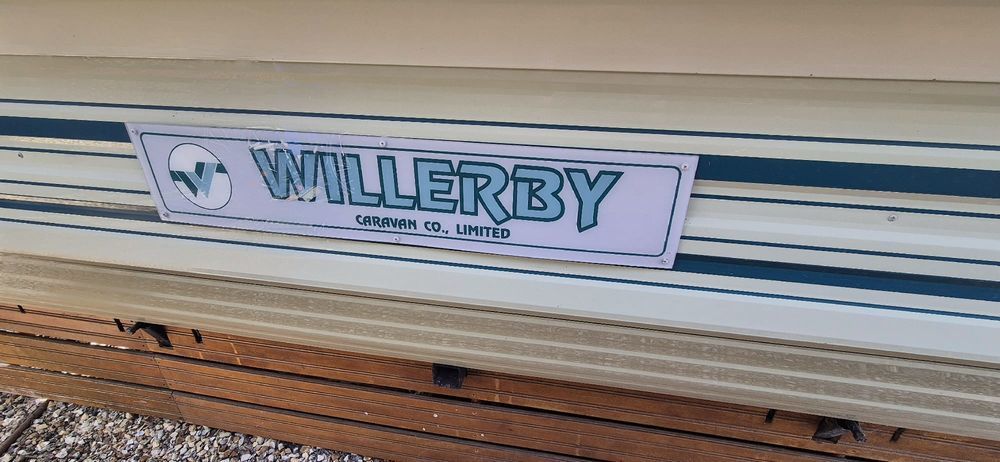 WILLERBY
CARAVAN CO., LIMITED